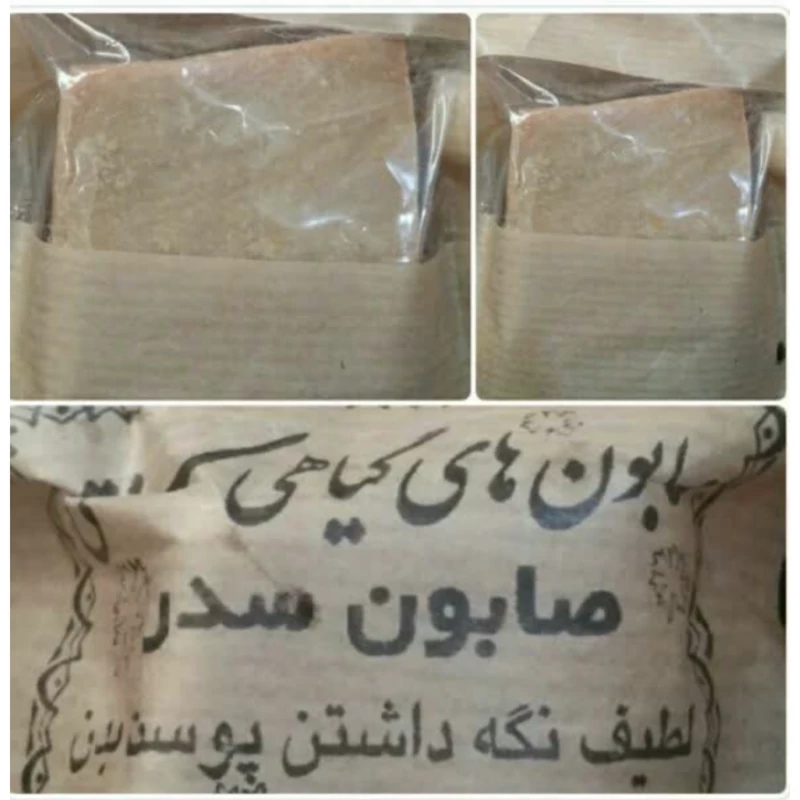 صابون های گیاهی
صابون سدر
لطیف نگه داشتن پوست